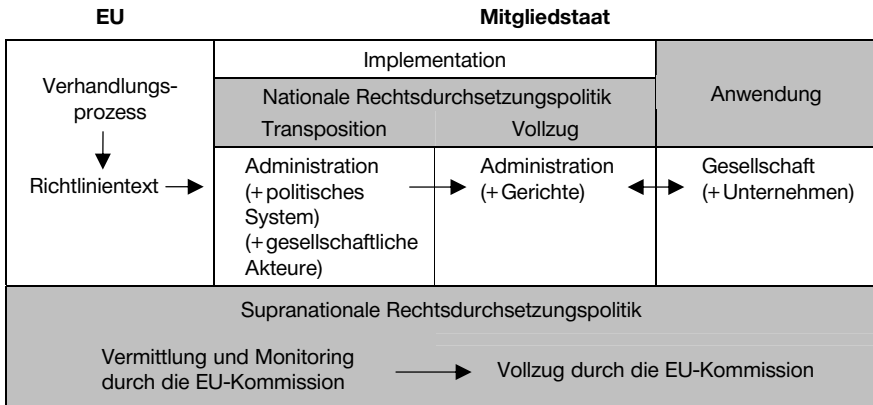 EU
Mitgliedstaat
Verhandlungs-
prozess
Richtlinientext
Implementation
Nationale Rechtsdurchsetzungspolitik
Transposition
Vollzug
Anwendung
Administration
(+politisches
System)
(+gesellschaftliche
Akteure)
Administration
(+Gerichte)
Gesellschaft
(+Unternehmen)
Supranationale Rechtsdurchsetzungspolitik
Vermittlung und Monitoring
durch die EU-Kommission
Vollzug durch die EU-Kommission